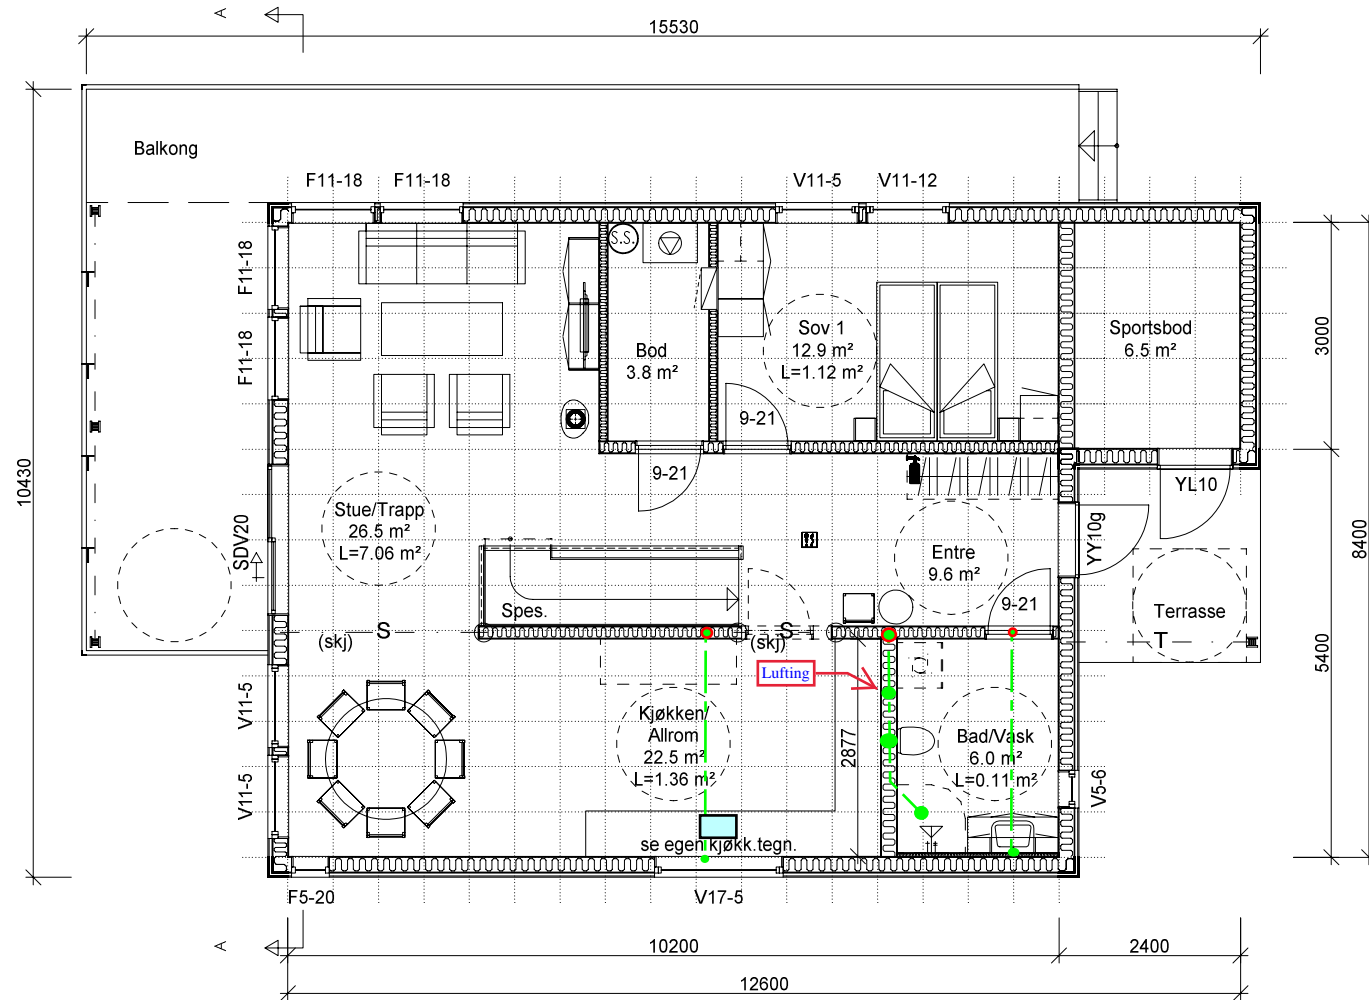 A
15530
Balkong
F11-18
F11-18
V11-5
V11-12
F11-18
S.S.
F11-18
Bod
3.8 m²
Sov 1
12.9 m²
L=1.12 m²
Sportsbod
6.5 m²
3000
9-21
9-21
YL10
10430
Stue/Trapp
26.5 m²
L=7.06 m²
SDV20
Entre
9.6 m²
YY10g
8400
Spes.
9-21
Terrasse
S
(skj)
S
(skj)
T
5400
Lufting
V11-5
Kjøkken/
Allrom
22.5 m²
L=1.36 m²
2877
Bad/Vask
6.0 m²
L=0.11 m²
V11-5
V5-6
se egen kjøkk.tegn.
F5-20
V17-5
A
10200
2400
12600